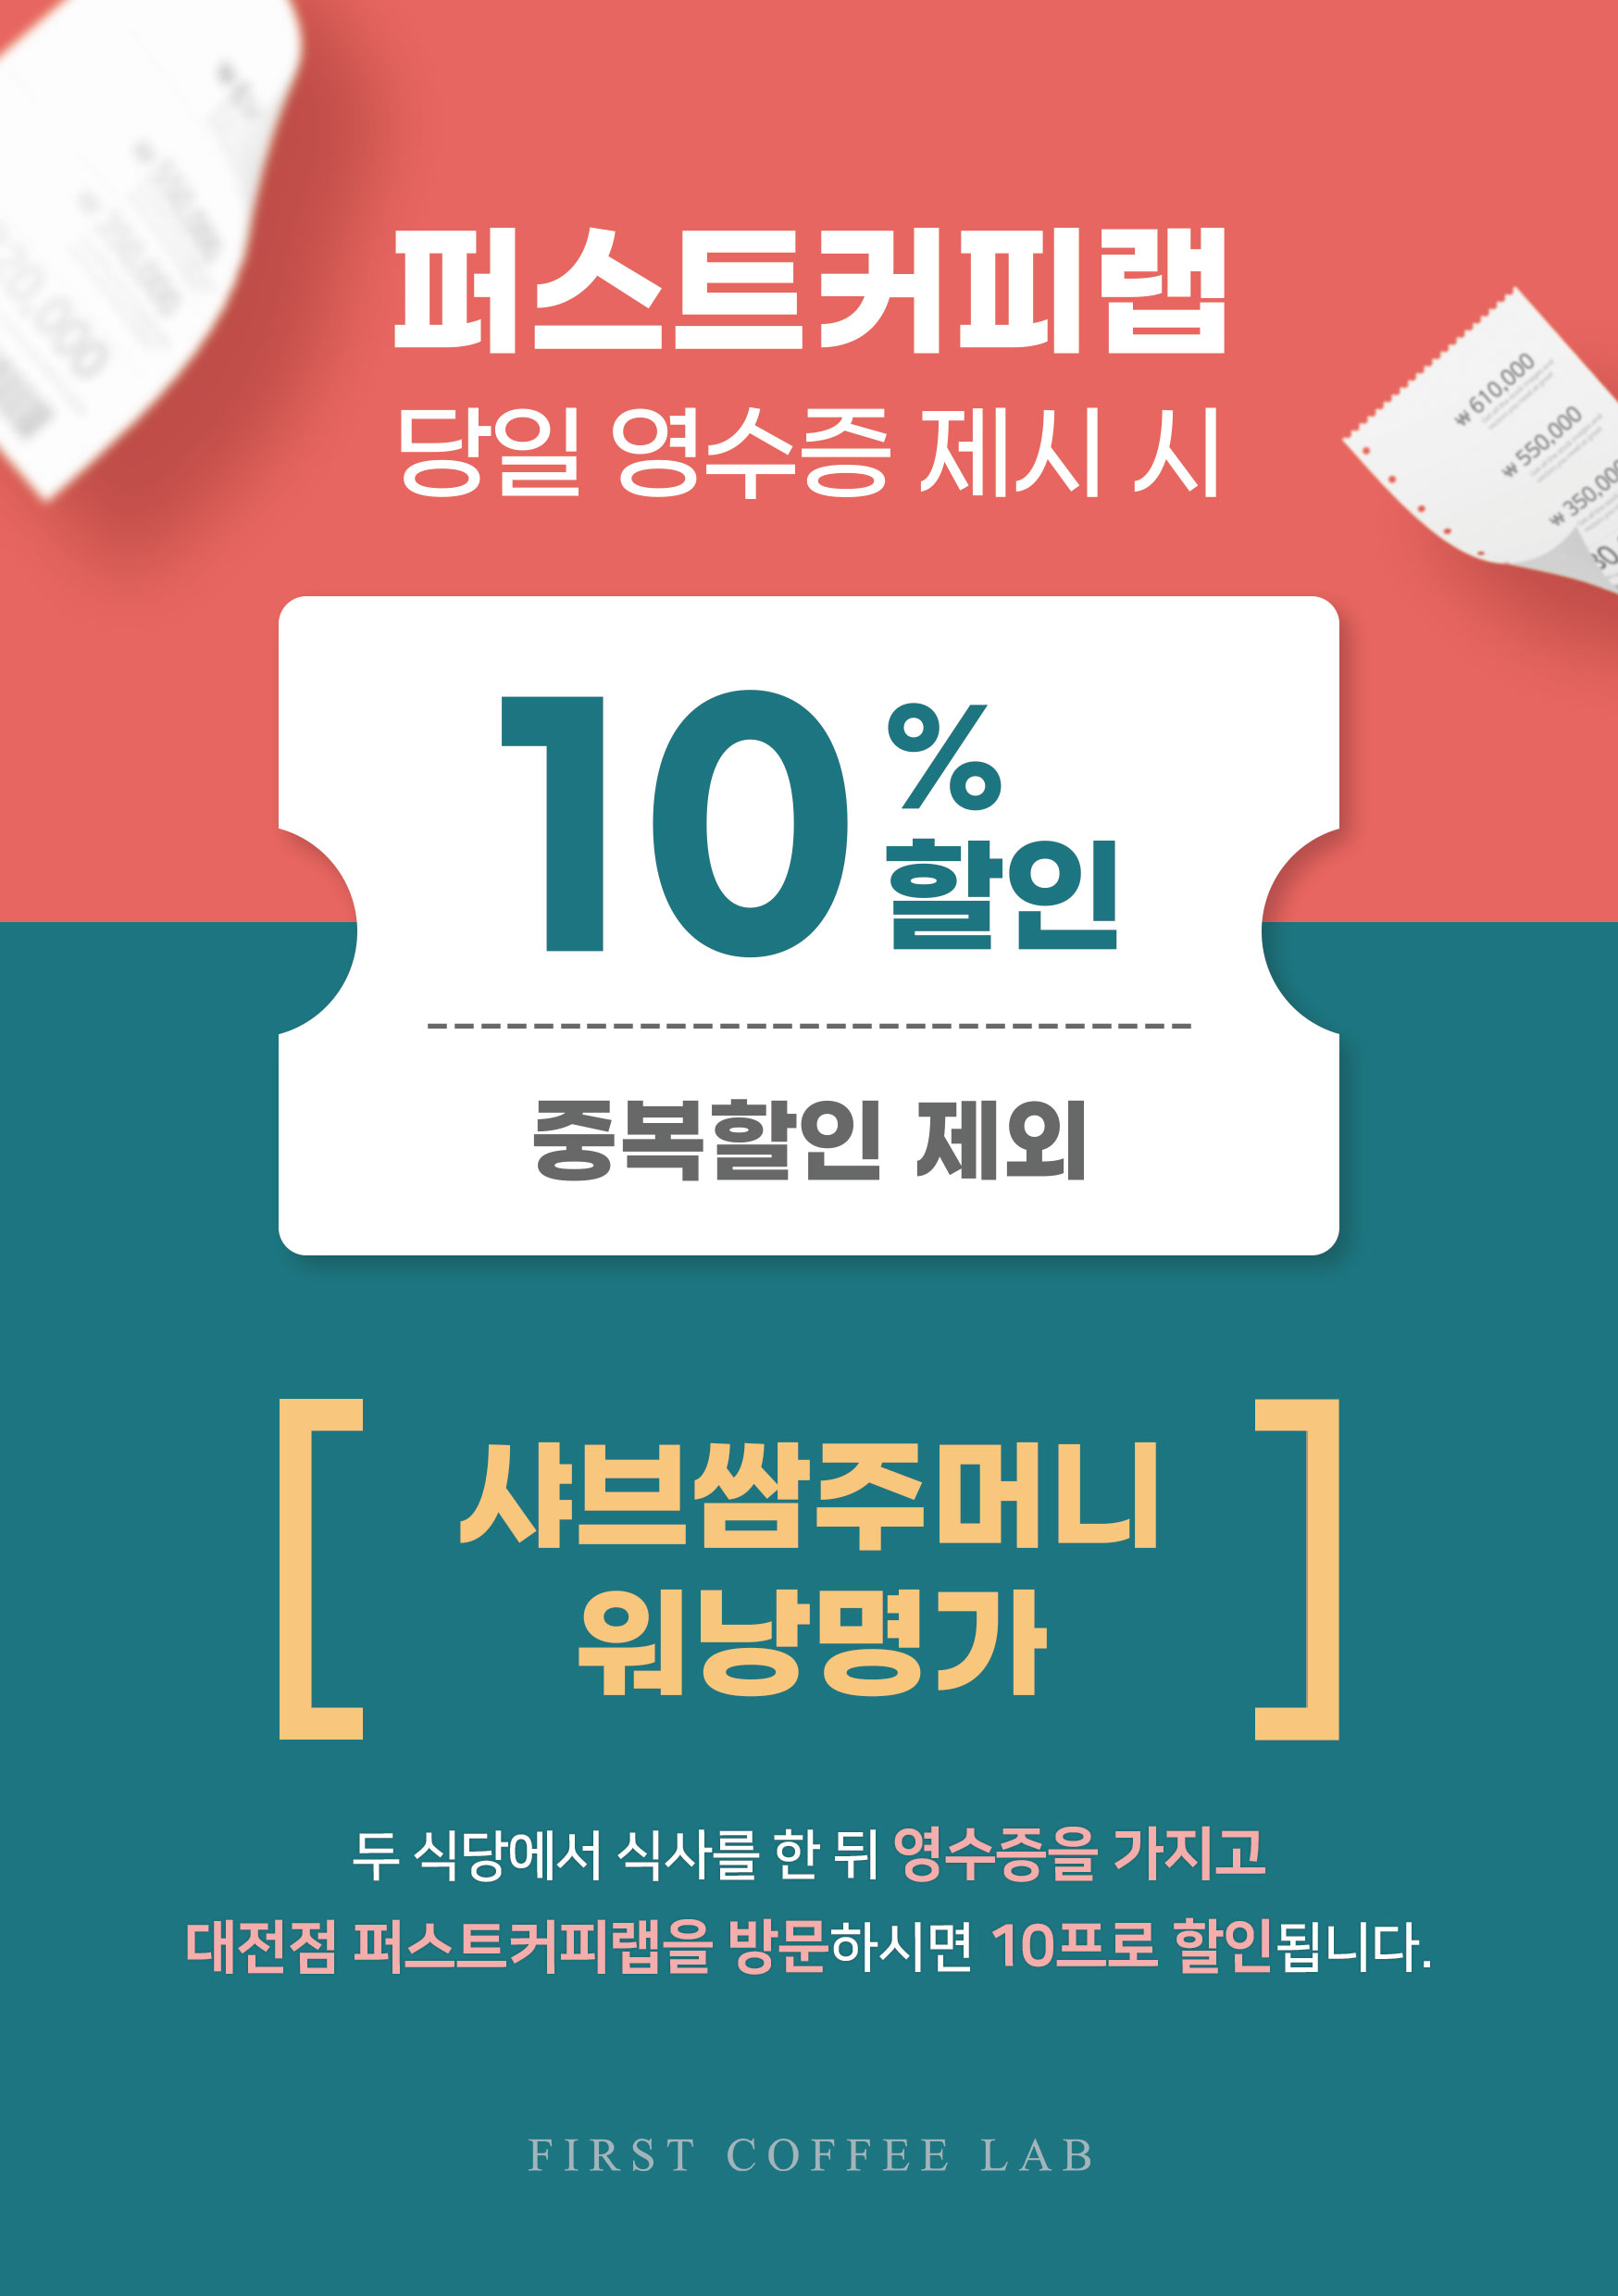 퍼스트커피랩
당일 영수증 제시 시
10%
할인
중복할인 제외
샤브쌈주머니
워낭명가
두 식당에서 식사를 한 뒤 영수증을 가지고
대전점 퍼스트커피랩을 방문하시면 10프로 할인됩니다.
FIRST COFFEE LAB
₩ 610,000
₩ 550,000
₩ 350,000